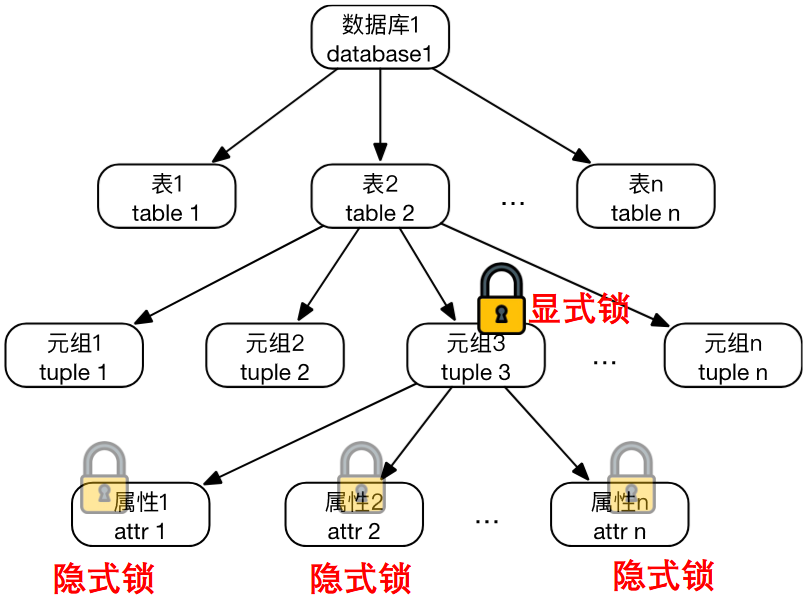 数据库1
database1
表1
table 1
表2
table 2
...
表n
table n
显式锁
元组1
tuple 1
元组2
tuple 2
元组3
tuple 3
...
元组n
tuple n
属性1
attr 1
属性2
attr 2
...
属性n
attr n
隐式锁
隐式锁
隐式锁